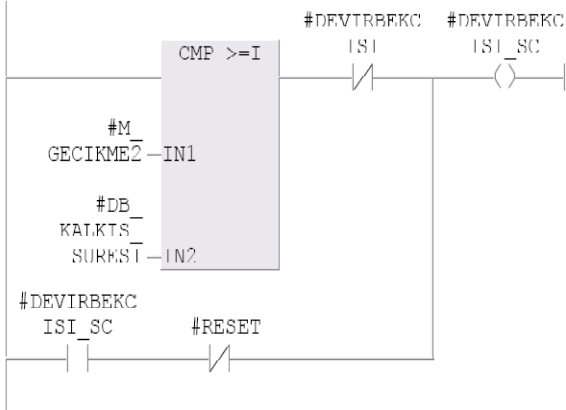 #DEVIRBEKC
ISI
#DEVIRBEKC
ISI_SC
CMP >=I
#M_
GECIKME2
IN1
#DB_
KALKIS_
SURESI
IN2
#DEVIRBEKC
ISI_SC
#RESET